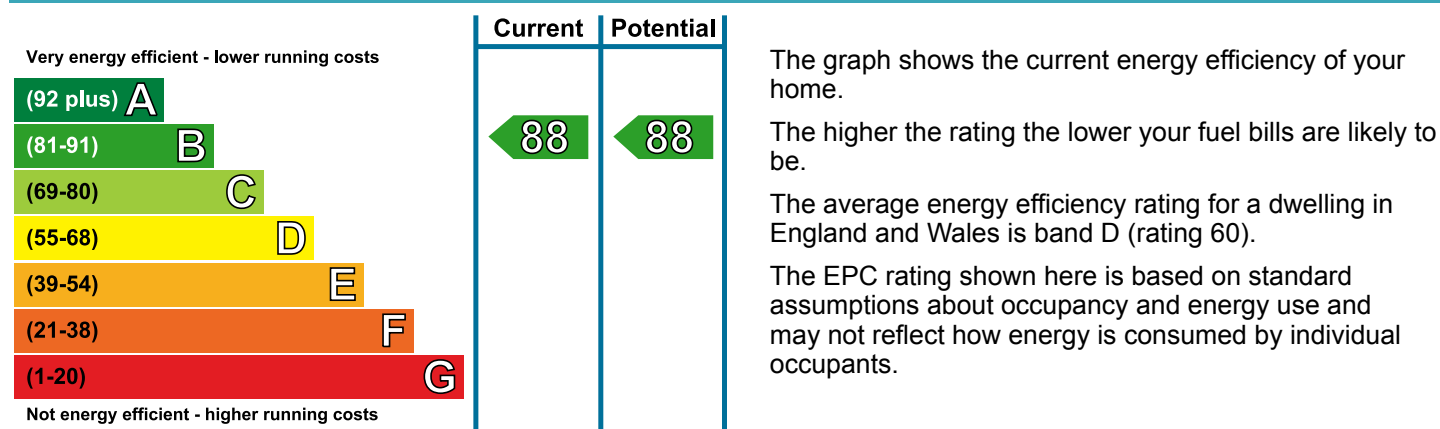 Current Potential
Very energy efficient - lower running costs
(92 plus) A
(81-91) B
88 88
(69-80) C
(55-68) D
(39-54) E
(21-38) F
(1-20) G
Not energy efficient - higher running costs
The graph shows the current energy efficiency of your
home.
The higher the rating the lower your fuel bills are likely to
be.
The average energy efficiency rating for a dwelling in
England and Wales is band D (rating 60).
The EPC rating shown here is based on standard
assumptions about occupancy and energy use and
may not reflect how energy is consumed by individual
occupants.